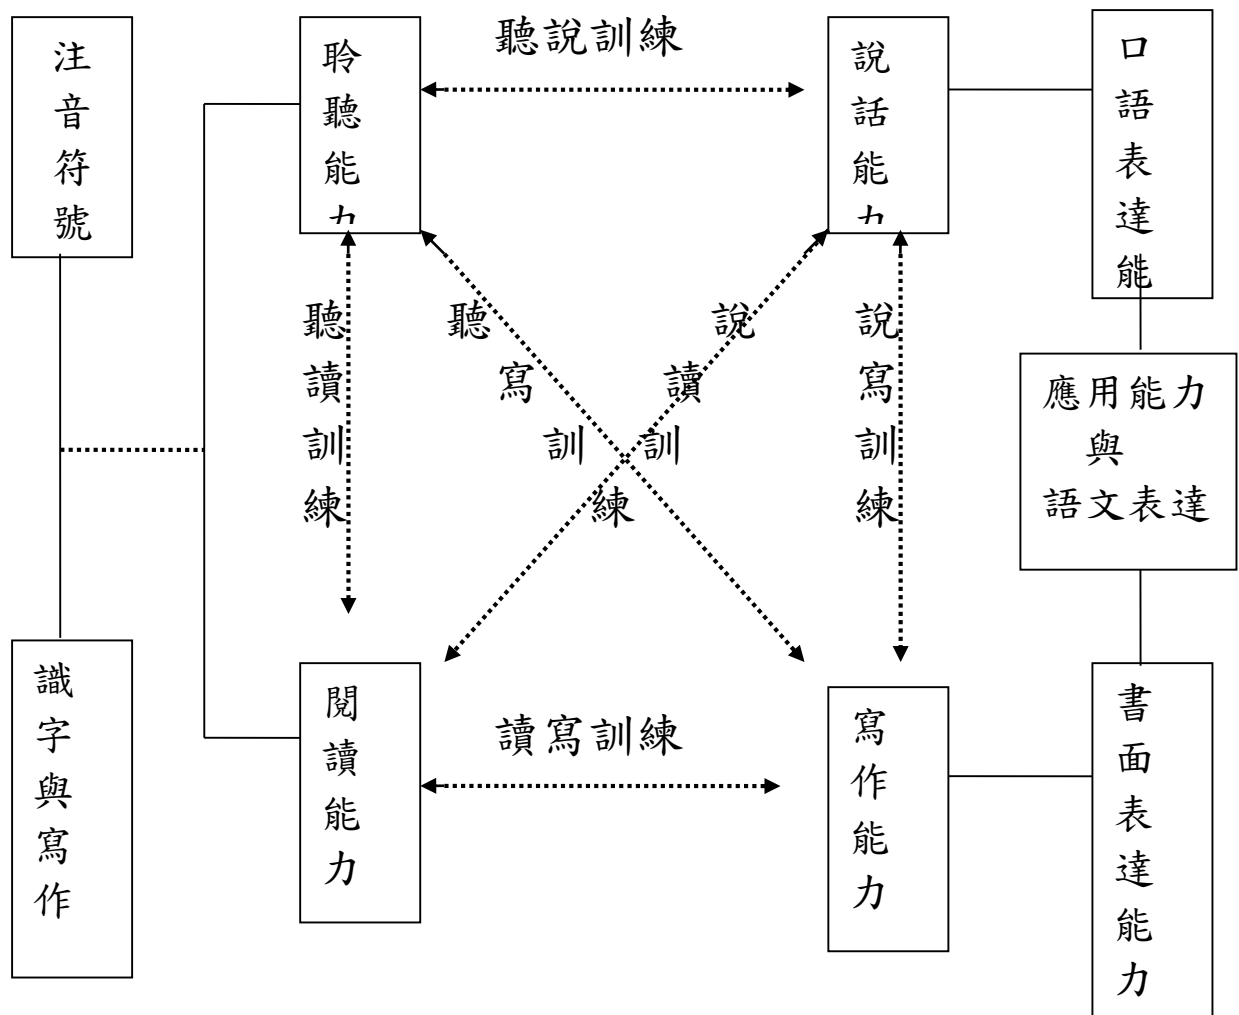 注音符號
聆聽能力
聽說訓練
說話能力
口語表達能
聽讀訓練
聽寫訓練
說讀訓練
說寫訓練
應用能力
與
語文表達
識字與寫作
閱讀能力
讀寫訓練
寫作能力
書面表達能力